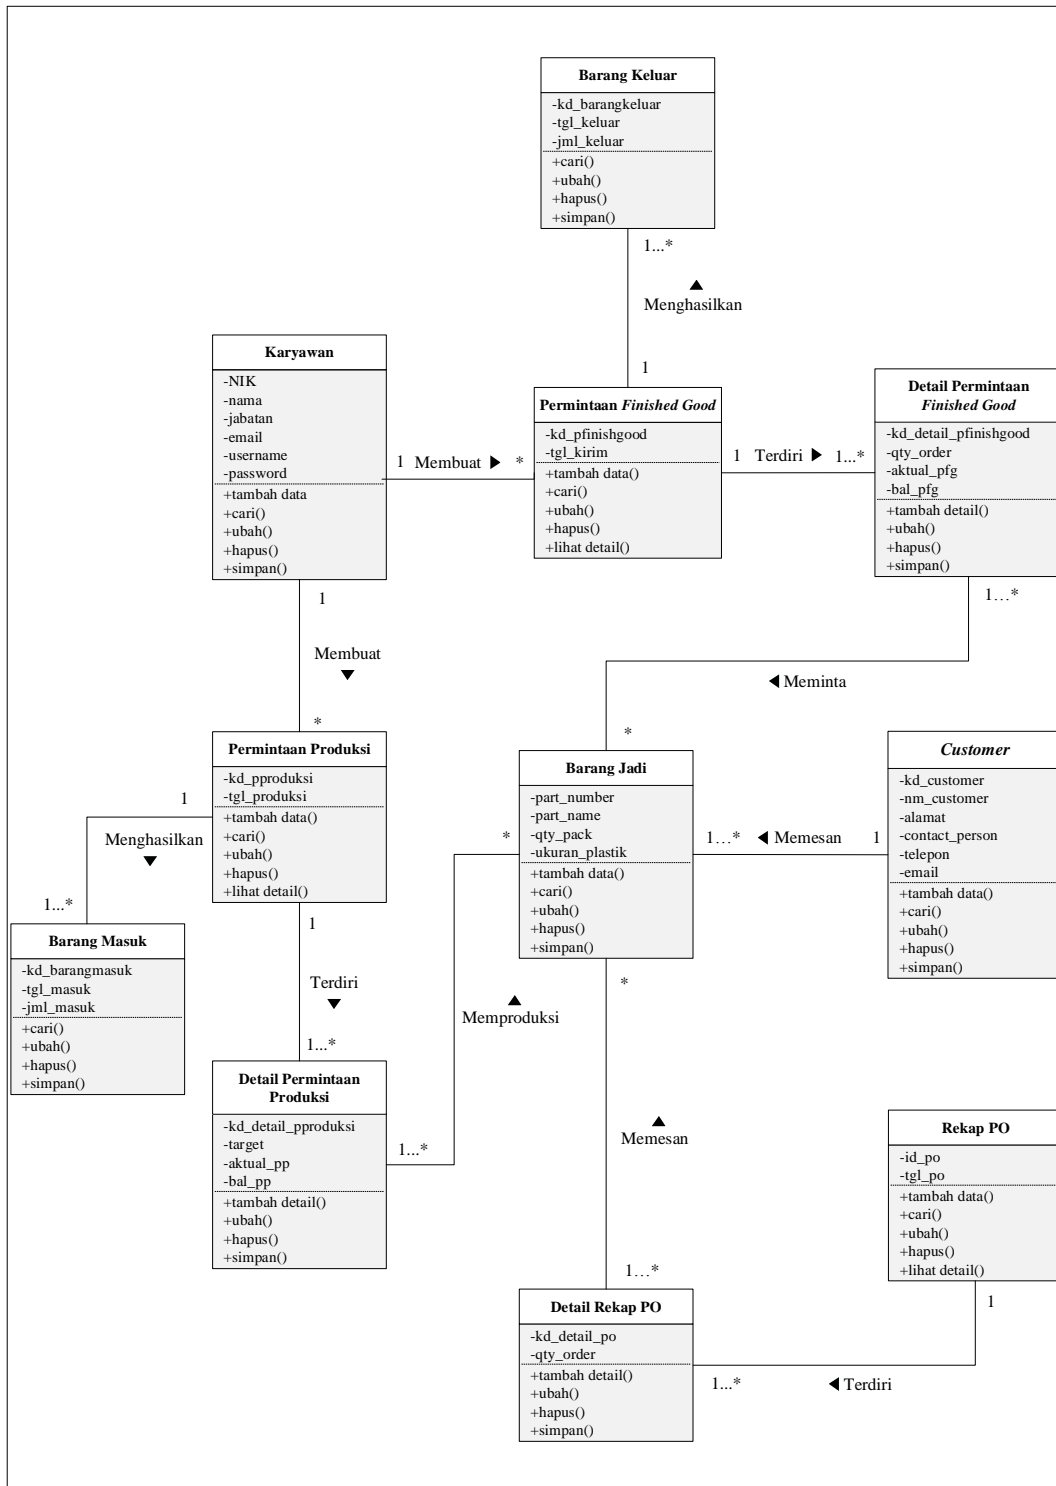 Barang Keluar
-kd_barangkeluar
-tgl_keluar
-jml_keluar
+cari()
+ubah()
+hapus()
+simpan()
1...*
Menghasilkan
1
Karyawan
-NIK
-nama
-jabatan
-email
-username
-password
+tambah data
+cari()
+ubah()
+hapus()
+simpan()
1 Membuat *
Permintaan Finished Good
-kd_pfinishgood
-tgl_kirim
+tambah data()
+cari()
+ubah()
+hapus()
+lihat detail()
1 Terdiri 1...*
Detail Permintaan
Finished Good
-kd_detail_pfinishgood
-qty_order
-aktual_pfg
-bal_pfg
+tambah detail()
+ubah()
+hapus()
+simpan()
1…*
Meminta
*
1
Membuat
*
Permintaan Produksi
-kd_pproduksi
-tgl_produksi
+tambah data()
+cari()
+ubah()
+hapus()
+lihat detail()
1
Menghasilkan
1...*
Barang Masuk
-kd_barangmasuk
-tgl_masuk
-jml_masuk
+cari()
+ubah()
+hapus()
+simpan()
1
Terdiri
1...*
Detail Permintaan
Produksi
-kd_detail_pproduksi
-target
-aktual_pp
-bal_pp
+tambah detail()
+ubah()
+hapus()
+simpan()
1...*
Memproduksi
*
Barang Jadi
-part_number
-part_name
-qty_pack
-ukuran_plastik
+tambah data()
+cari()
+ubah()
+hapus()
+simpan()
1…* Memesan 1
Customer
-kd_customer
-nm_customer
-alamat
-contact_person
-telepon
-email
+tambah data()
+cari()
+ubah()
+hapus()
+simpan()
*
Memesan
1…*
Detail Rekap PO
-kd_detail_po
-qty_order
+tambah detail()
+ubah()
+hapus()
+simpan()
Rekap PO
-id_po
-tgl_po
+tambah data()
+cari()
+ubah()
+hapus()
+lihat detail()
1
1...* Terdiri